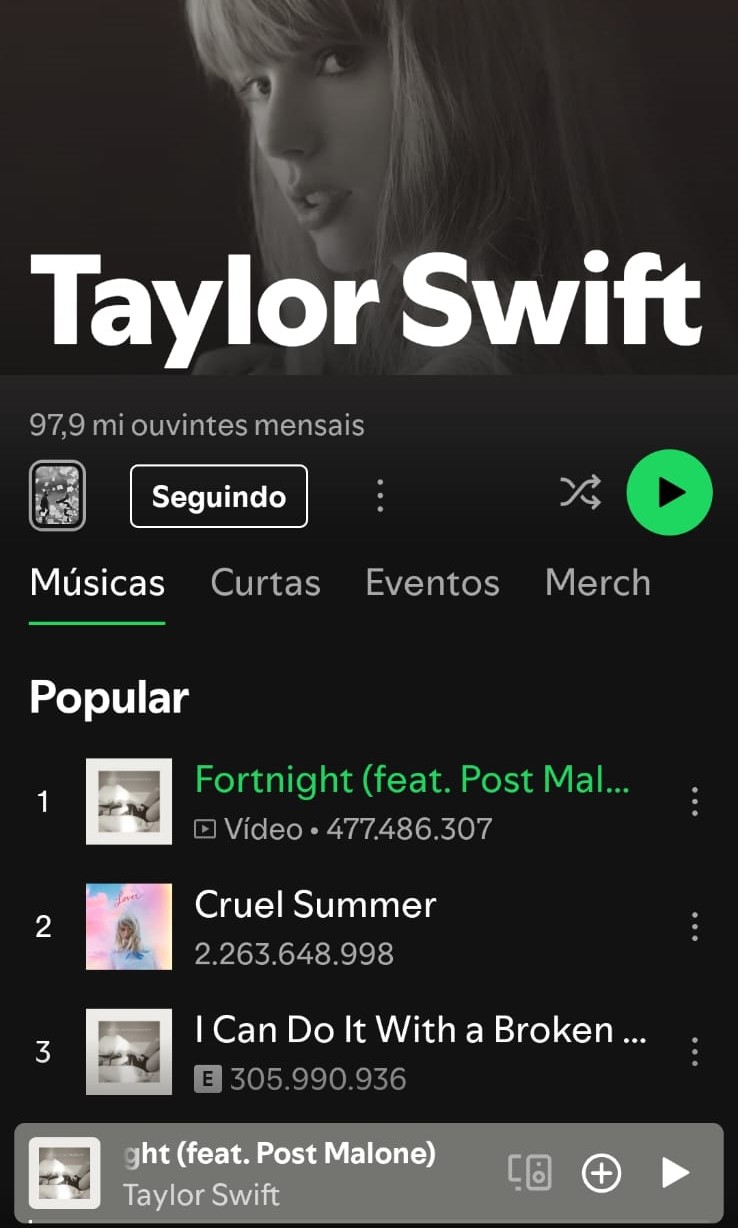 Taylor Swift
97,9 mi ouvintes mensais
Seguindo
Músicas Curtas Eventos Merch
Popular
1
Fortnight (feat. Post Mal...
Vídeo • 477.486.307
2
Lover
Cruel Summer
2.263.648.998
3
I Can Do It With a Broken ...
E 305.990.936
ght (feat. Post Malone)
Taylor Swift